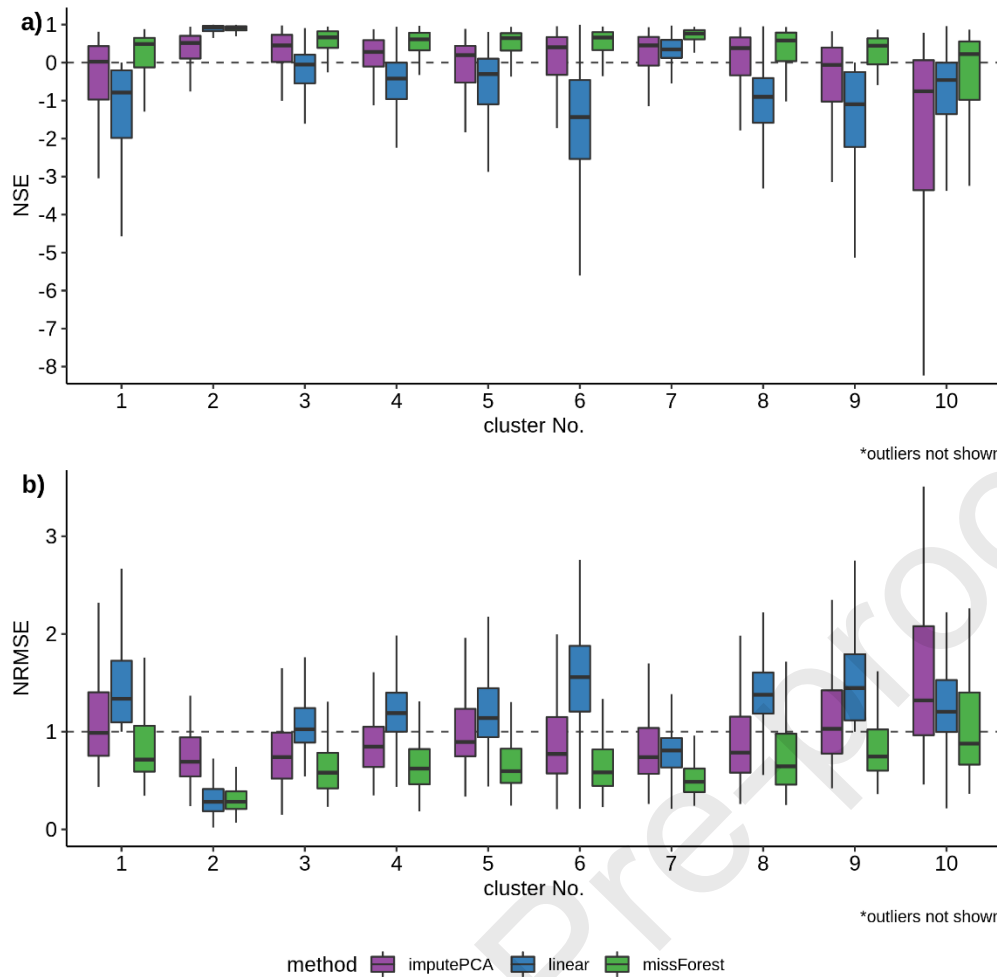 a)
1
0
-1
-2
-3
-4
-5
-6
-7
-8
NSE
1 2 3 4 5 6 7 8 9 10
cluster No.
*outliers not shown
b)
3
2
1
0
NRMSE
1 2 3 4 5 6 7 8 9 10
cluster No.
*outliers not shown
method imputePCA linear missForest
Pre-proo